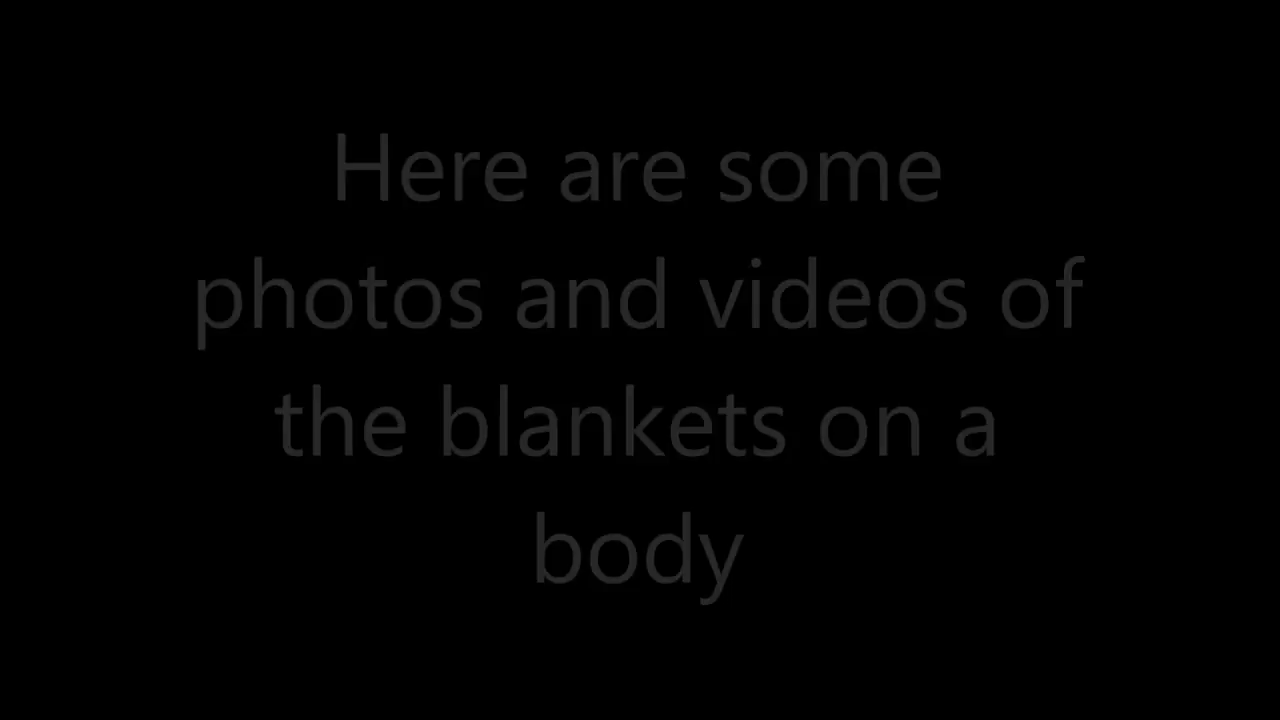 Here are some
photos and videos of
the blankets on a
body